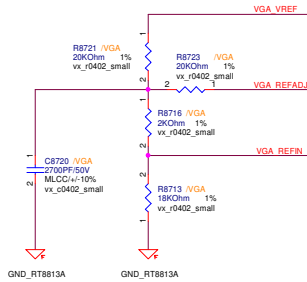 VGA_VREF
R8721 /VGA
20KOhm 1%
vx_r0402_small
1
2
R8723
/VGA
20KOhm 1%
vx_r0402_small
2 1
VGA_REFADJ
R8716 /VGA
2KOhm 1%
vx_r0402_small
1
2
VGA_REFIN
C8720 /VGA
2700PF/50V
MLCC/+/-10%
vx_c0402_small
1
2
R8713 /VGA
18KOhm 1%
vx_r0402_small
1
2
GND_RT8813A GND_RT8813A